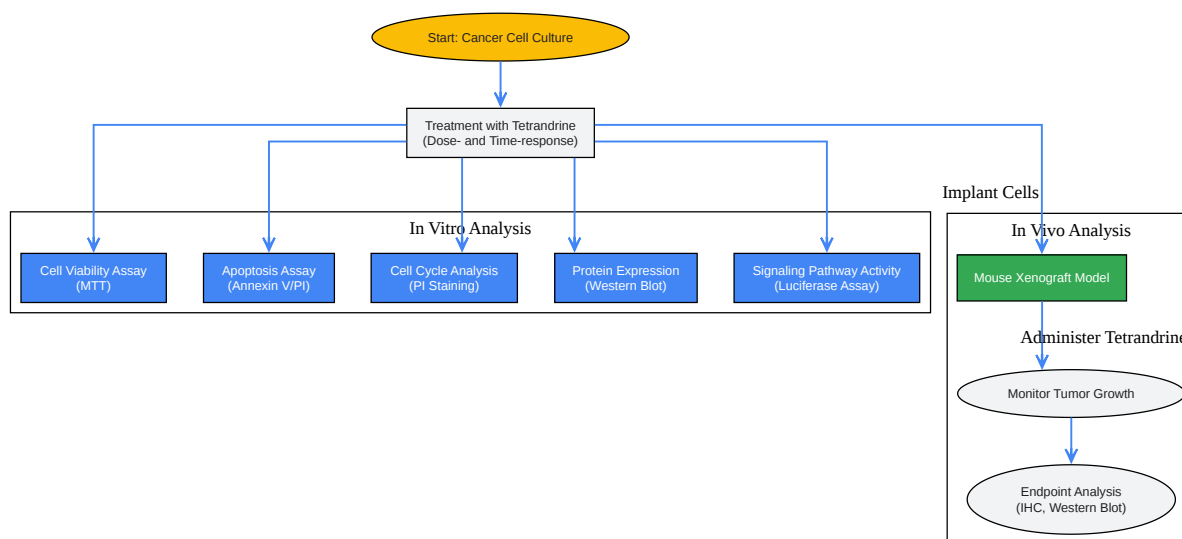 Start: Cancer Cell Culture
Treatment with Tetrandrine
(Dose- and Time-response)
Implant Cells
In Vitro Analysis
In Vivo Analysis
Cell Viability Assay
(MTT)
Apoptosis Assay
(Annexin V/PI)
Cell Cycle Analysis
(PI Staining)
Protein Expression
(Western Blot)
Signaling Pathway Activity
(Luciferase Assay)
Mouse Xenograft Model
Administer Tetrandrine
Monitor Tumor Growth
Endpoint Analysis
(IHC, Western Blot)